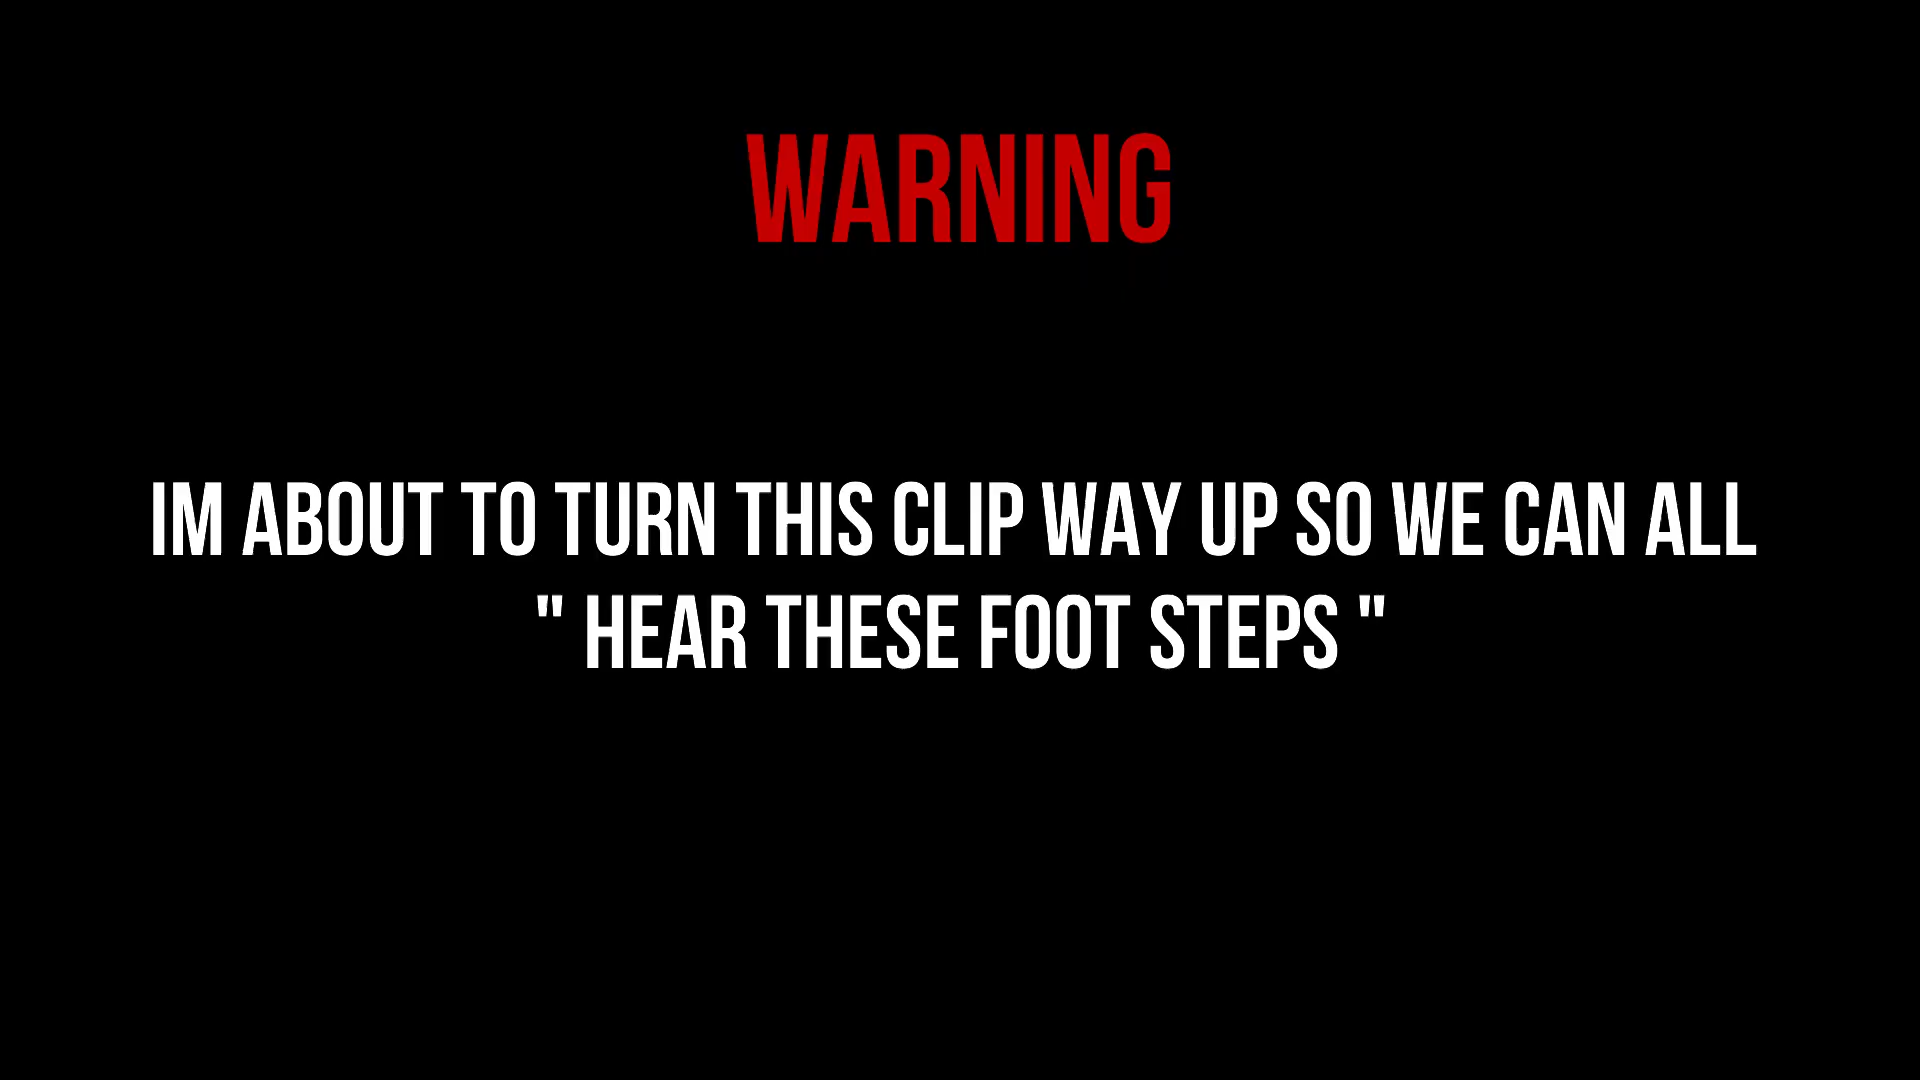 WARNING
IM ABOUT TO TURN THIS CLIP WAY UP SO WE CAN ALL
" HEAR THESE FOOT STEPS "